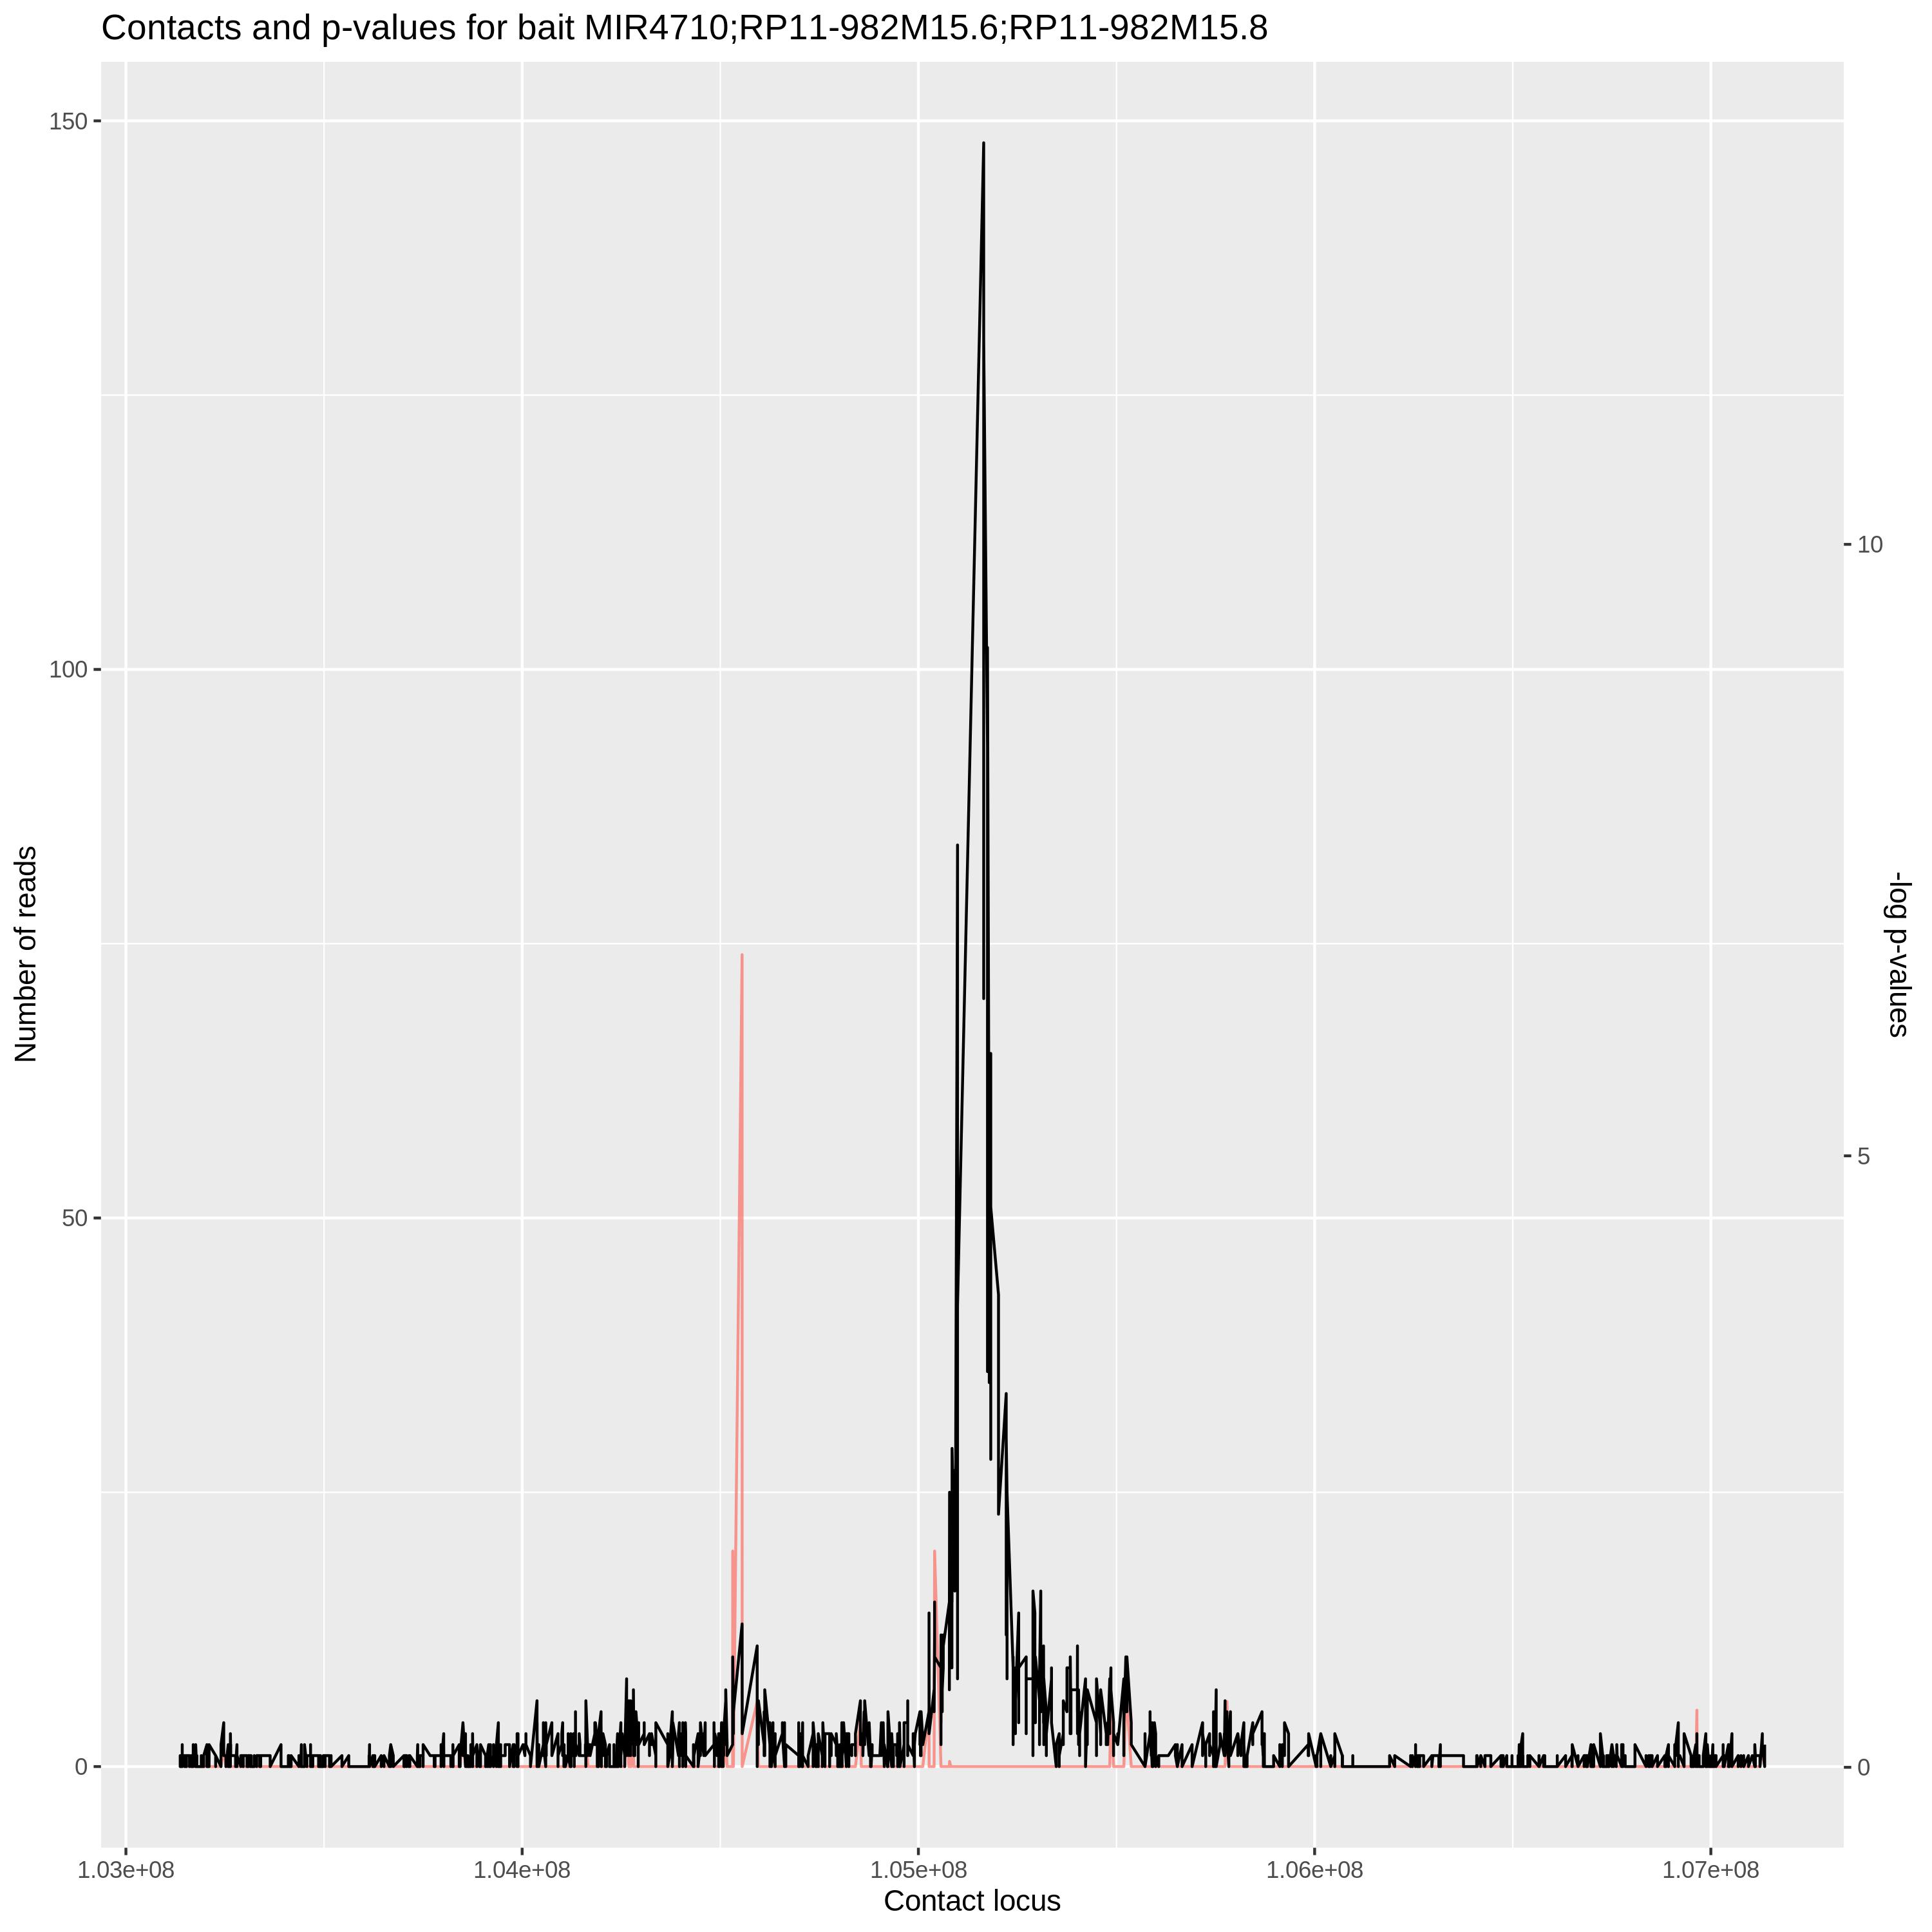 Contacts and p-values for bait MIR4710;RP11-982M15.6;RP11-982M15.8
150
100
50
0
Number of reads
10
5
0
-log p-values
1.03e+08
1.04e+08
1.05e+08
1.06e+08
1.07e+08
Contact locus